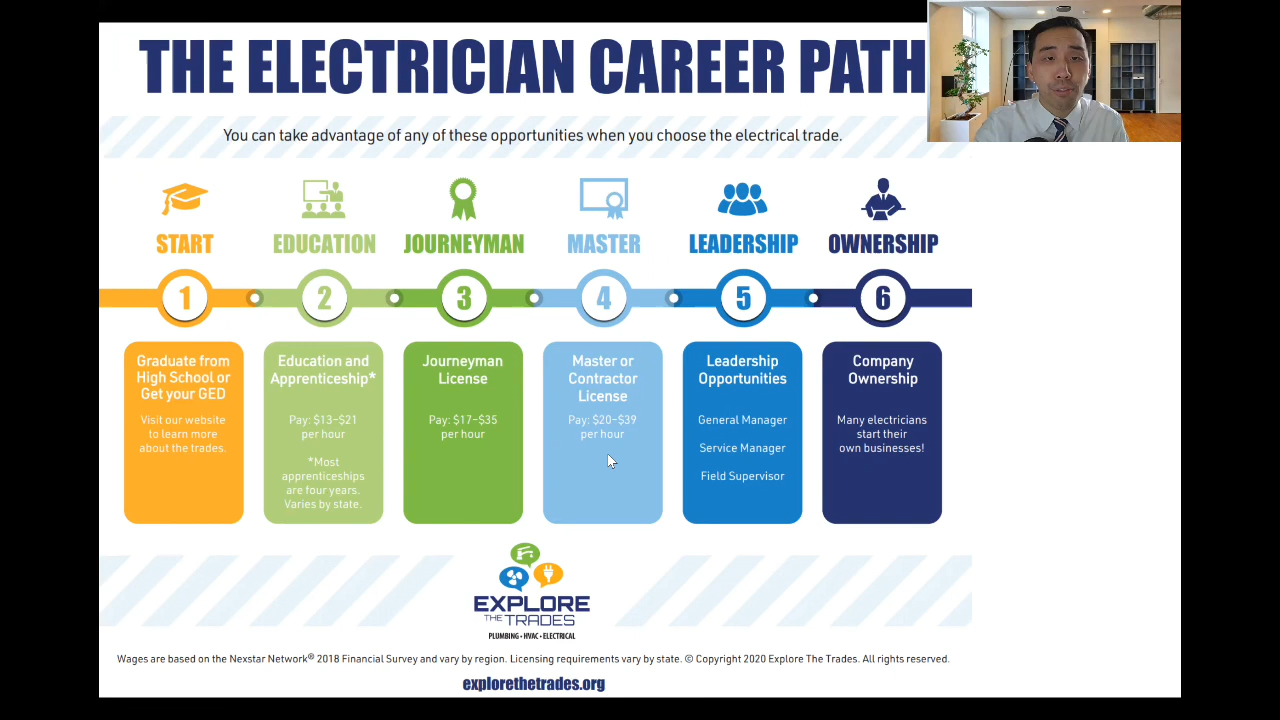 THE ELECTRICIAN CAREER PATH
You can take advantage of any of these opportunities when you choose the electrical trade.
START
EDUCATION
JOURNEYMAN
MASTER
LEADERSHIP
OWNERSHIP
1
2
3
4
5
6
Graduate from
High School or
Get your GED
Visit our website
to learn more
about the trades.
Education and
Apprenticeship*
Pay: $13–$21
per hour
*Most
apprenticeships
are four years.
Varies by state.
Journeyman
License
Pay: $17–$35
per hour
Master or
Contractor
License
Pay: $20–$39
per hour
Leadership
Opportunities
General Manager
Service Manager
Field Supervisor
Company
Ownership
Many electricians
start their
own businesses!
EXPLORE
THE TRADES
PLUMBING • HVAC • ELECTRICAL
Wages are based on the Nexstar Network® 2018 Financial Survey and vary by region. Licensing requirements vary by state. © Copyright 2020 Explore The Trades. All rights reserved.
explorethetrades.org